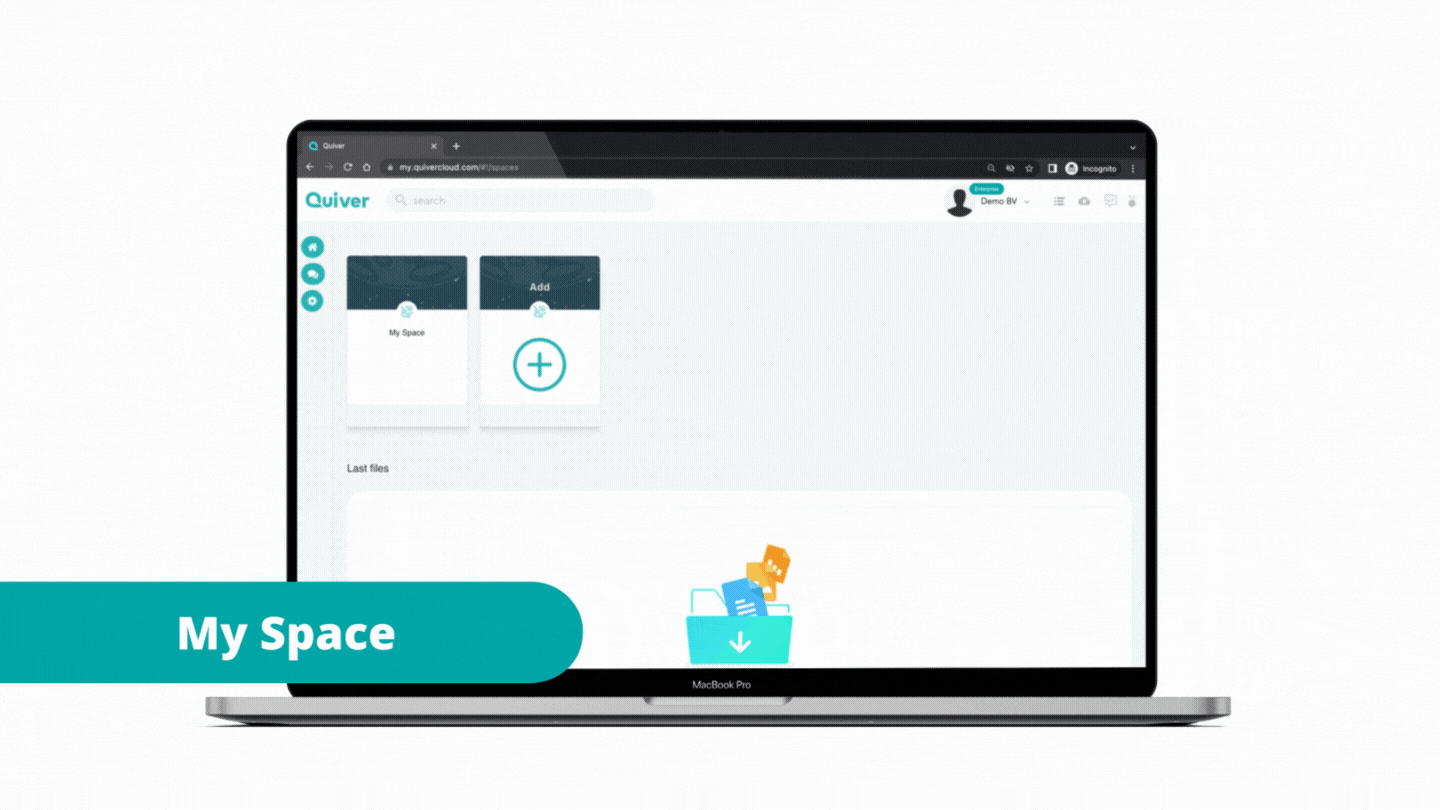 Quiver
my.quivercloud.com/#!/spaces
Incognito
Quiver
search
Enterprise
Demo BV
Add
My Space
Last files
My Space
MacBook Pro